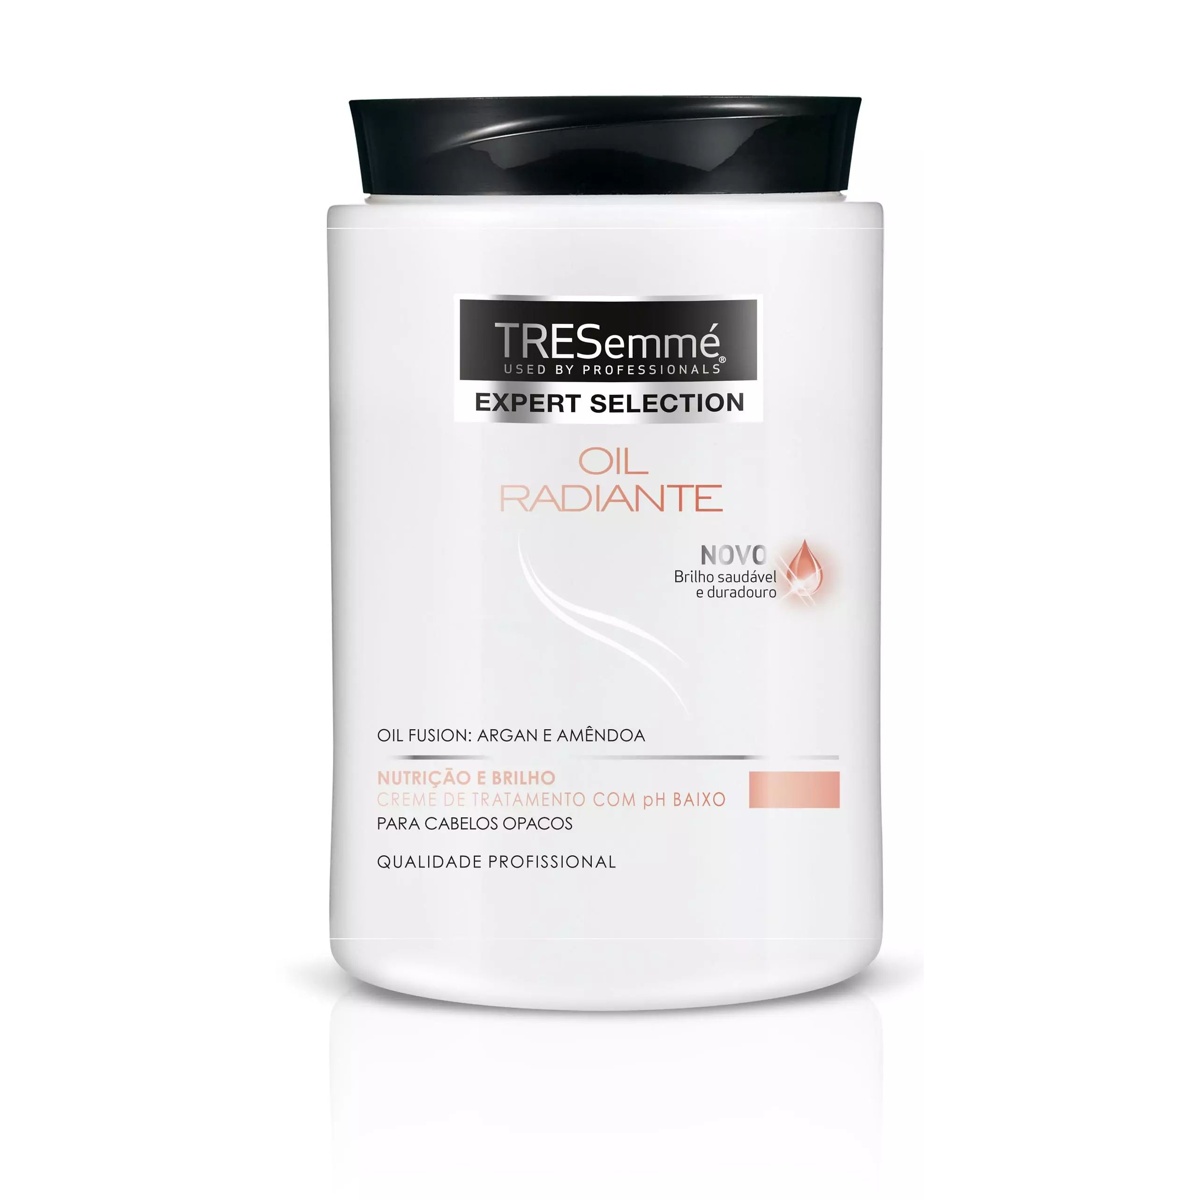 TRESemmé®
USED BY PROFESSIONALS
EXPERT SELECTION
OIL
RADIANTE
NOVO
Brilho saudável
e duradouro
OIL FUSION: ARGAN E AMÊNDOA
NUTRIÇÃO E BRILHO
CREME DE TRATAMENTO COM pH BAIXO
PARA CABELOS OPACOS
QUALIDADE PROFISSIONAL